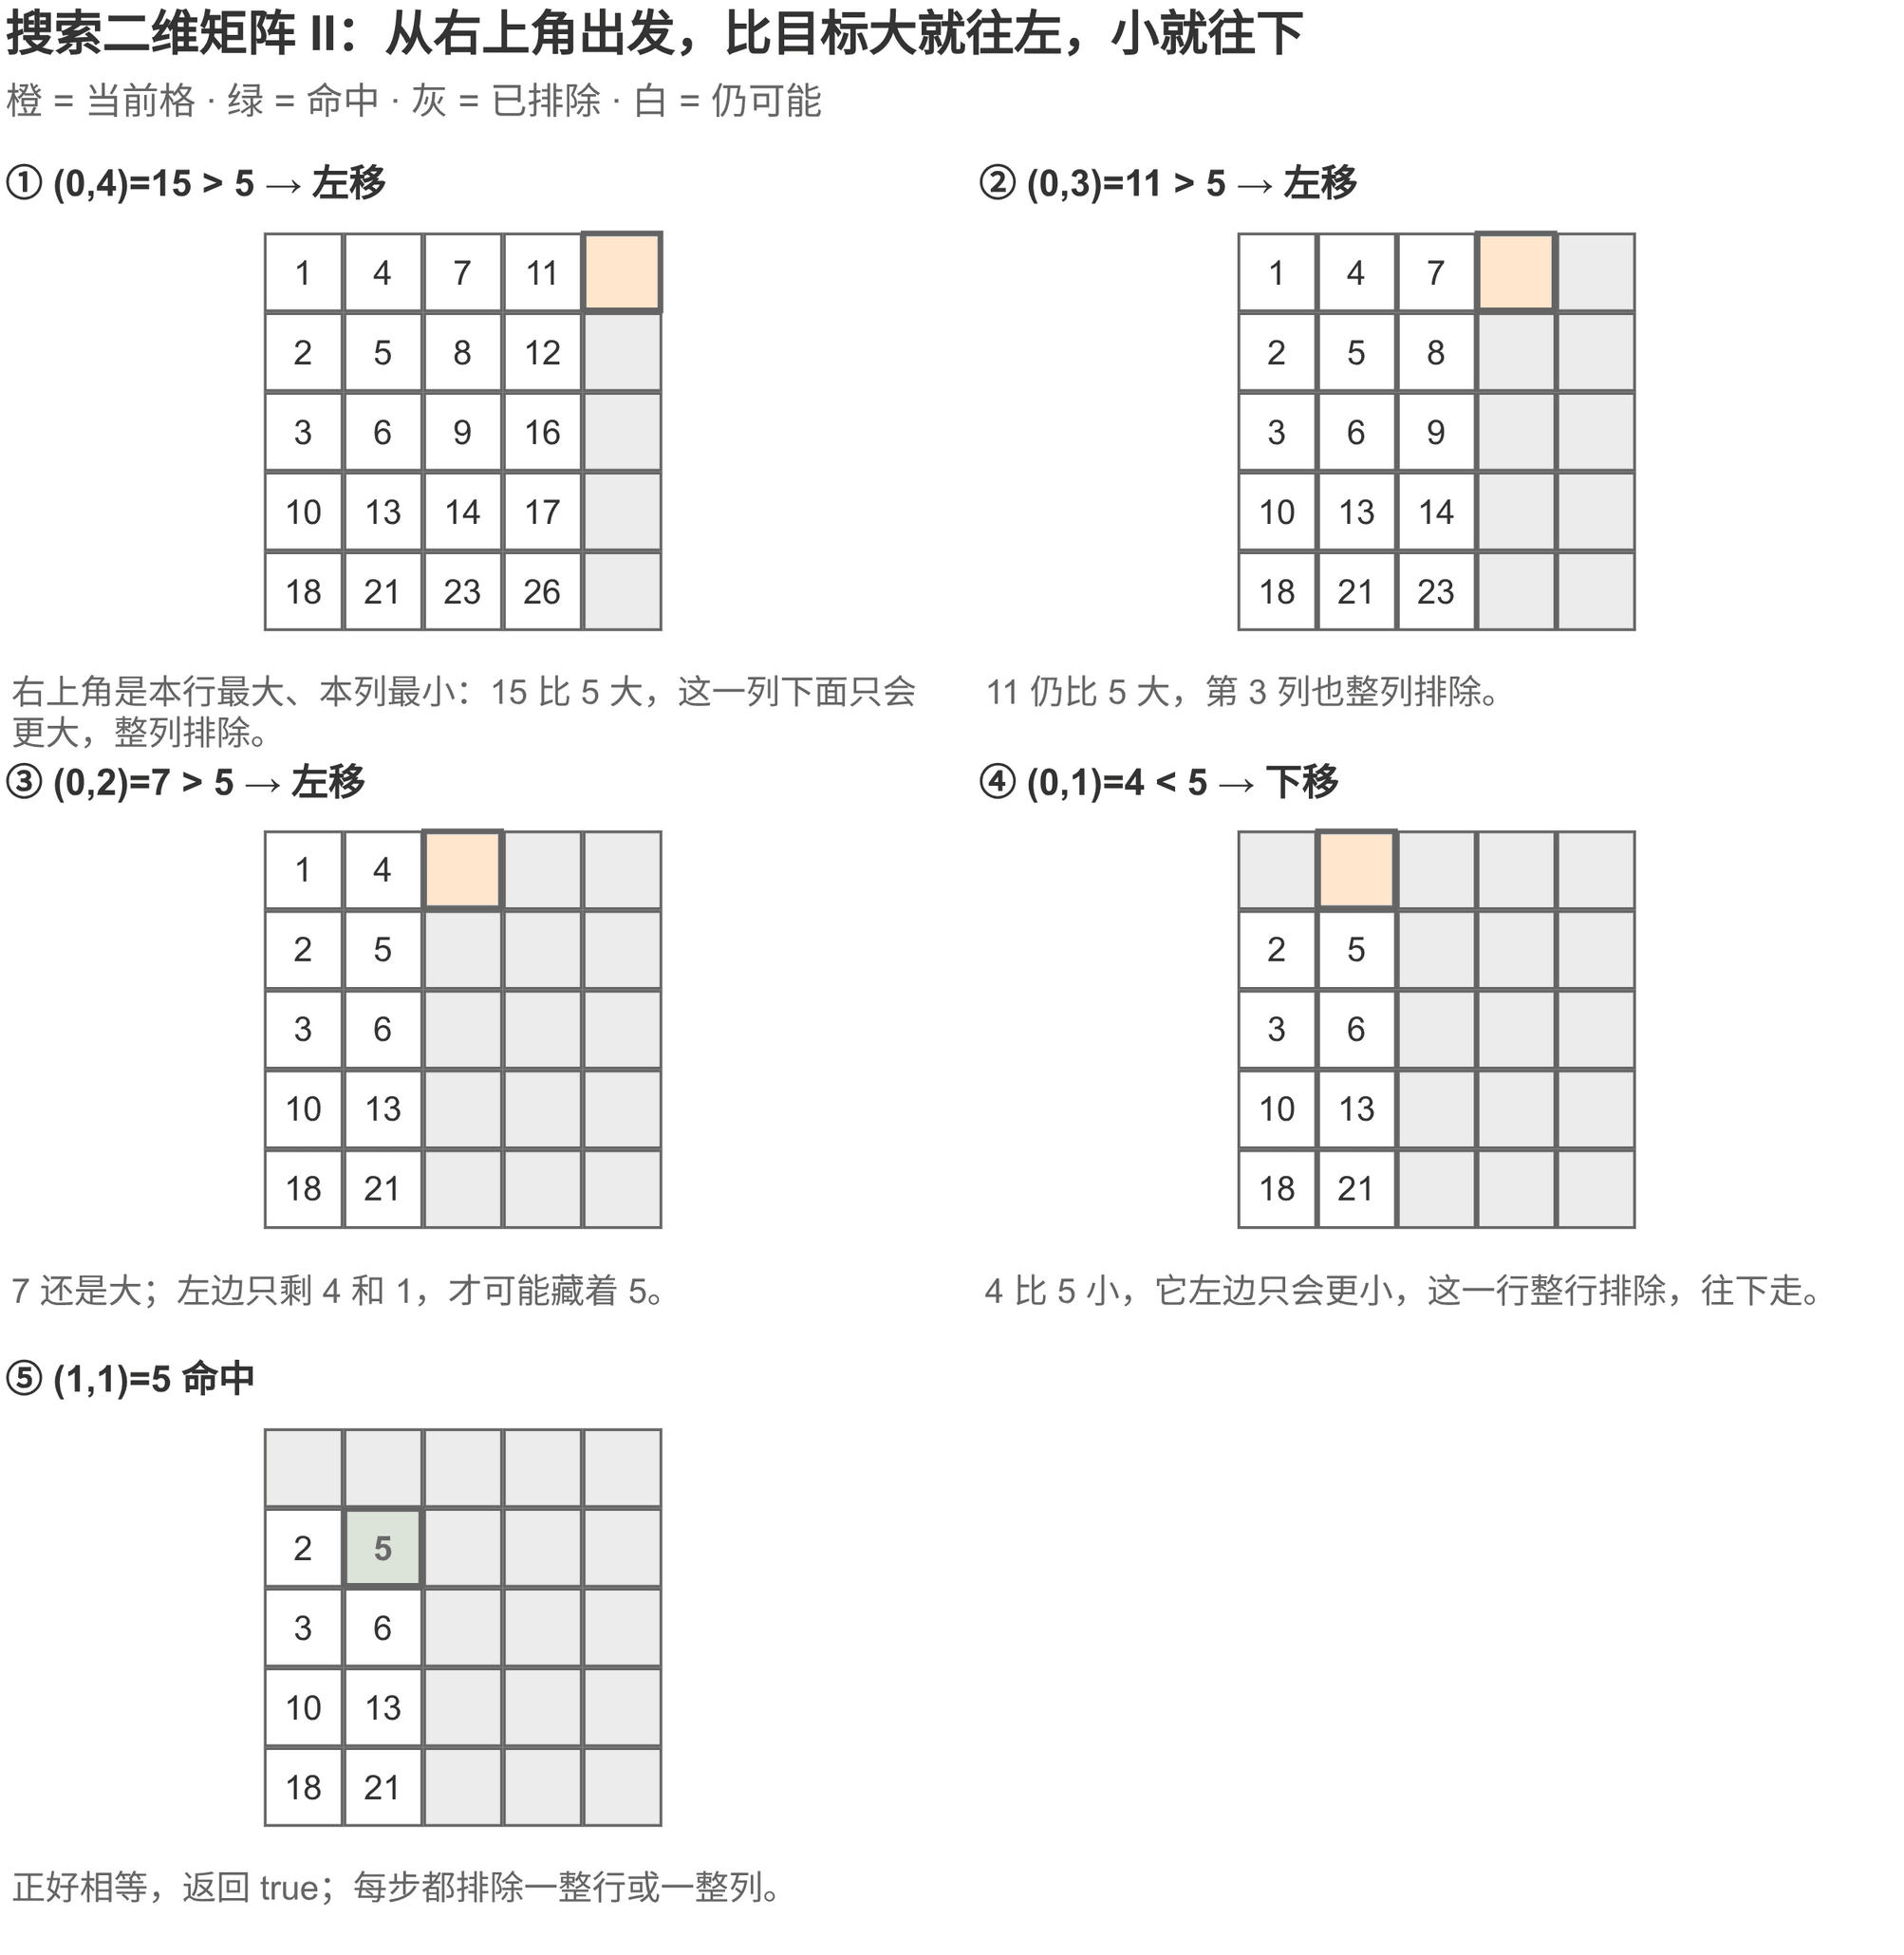 搜索二维矩阵 II：从右上角出发，比目标大就往左，小就往下
橙 = 当前格 · 绿 = 命中 · 灰 = 已排除 · 白 = 仍可能
① (0,4)=15 > 5 → 左移
1 4 7 11
2 5 8 12
3 6 9 16
10 13 14 17
18 21 23 26
右上角是本行最大、本列最小：15 比 5 大，这一列下面只会
更大，整列排除。
② (0,3)=11 > 5 → 左移
1 4 7
2 5 8
3 6 9
10 13 14
18 21 23
11 仍比 5 大，第 3 列也整列排除。
③ (0,2)=7 > 5 → 左移
1 4
2 5
3 6
10 13
18 21
7 还是大；左边只剩 4 和 1，才可能藏着 5。
④ (0,1)=4 < 5 → 下移
2 5
3 6
10 13
18 21
4 比 5 小，它左边只会更小，这一行整行排除，往下走。
⑤ (1,1)=5 命中
2 5
3 6
10 13
18 21
正好相等，返回 true；每步都排除一整行或一整列。